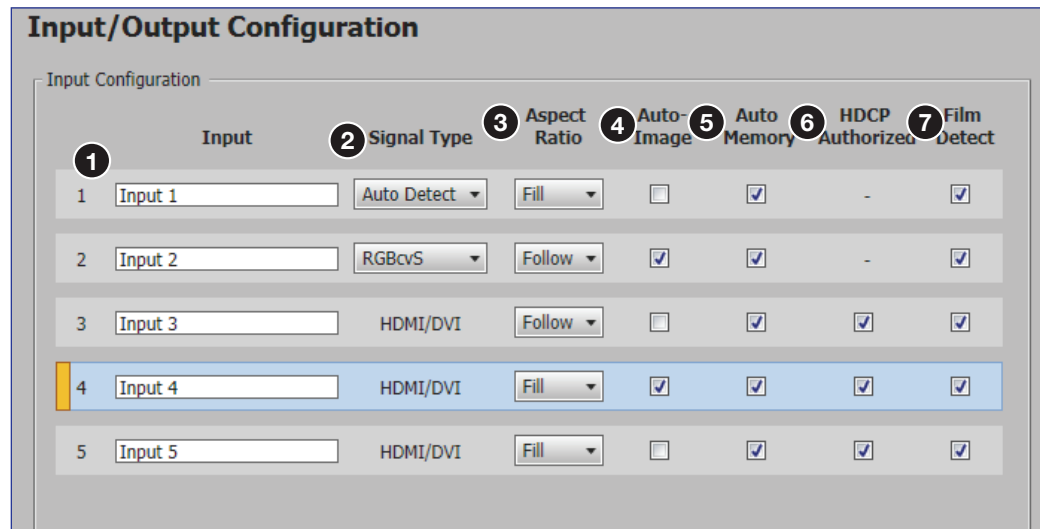 Input/Output Configuration
Input Configuration
1 Input 2 Signal Type 3 Aspect Ratio 4 Auto-Image 5 Auto Memory 6 HDCP Authorized 7 Film Detect
1 Input 1 Auto Detect Fill -
2 Input 2 RGBcvS Follow -
3 Input 3 HDMI/DVI Follow
4 Input 4 HDMI/DVI Fill
5 Input 5 HDMI/DVI Fill